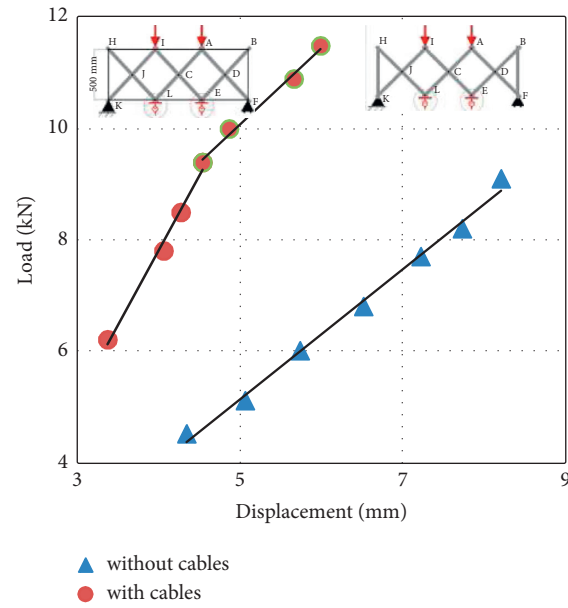 12
10
8
6
4
Load (kN)
3
5
7
9
Displacement (mm)
H I A B
500 mm
J C D
K L E F
H I A B
J C D
K L E F
without cables
with cables